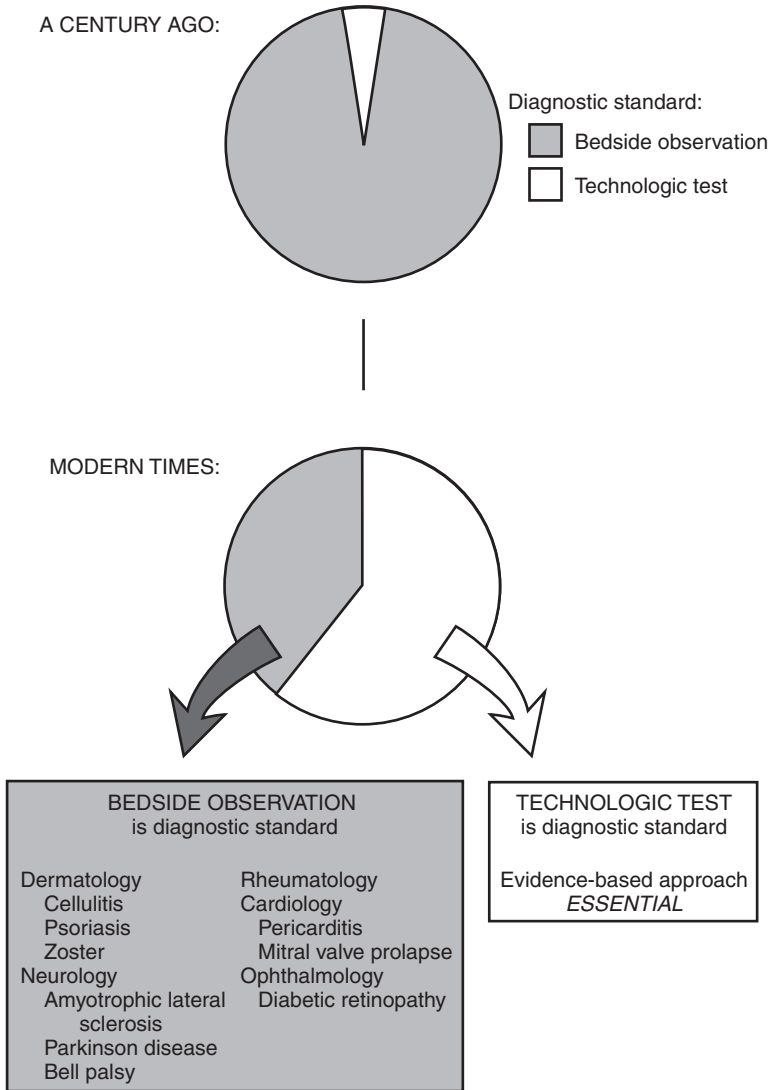 A CENTURY AGO:
Diagnostic standard:
Bedside observation
Technologic test
MODERN TIMES:
BEDSIDE OBSERVATION
is diagnostic standard
Dermatology
Cellulitis
Psoriasis
Zoster
Neurology
Amyotrophic lateral
sclerosis
Parkinson disease
Bell palsy
Rheumatology
Cardiology
Pericarditis
Mitral valve prolapse
Ophthalmology
Diabetic retinopathy
TECHNOLOGIC TEST
is diagnostic standard
Evidence-based approach
ESSENTIAL